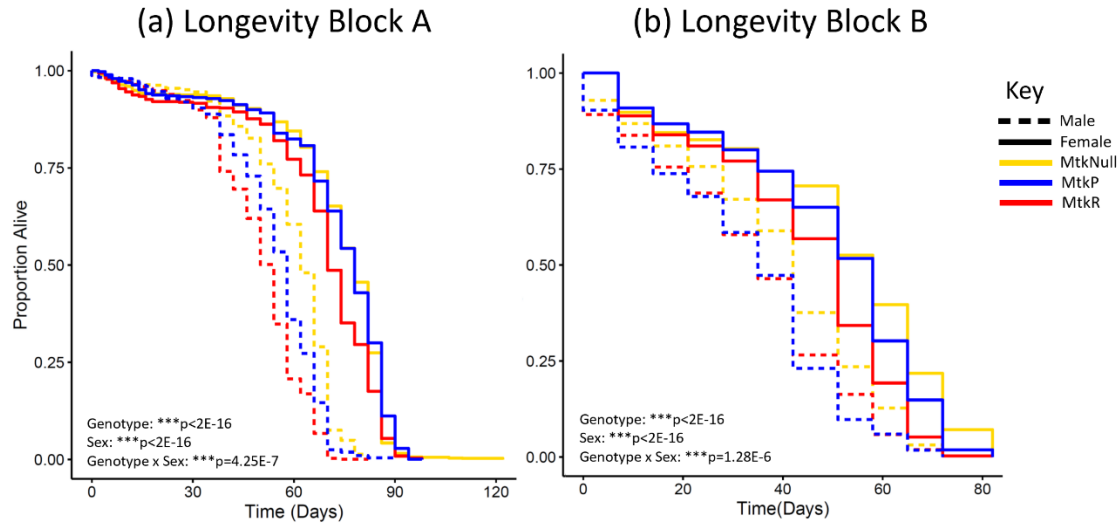 (a) Longevity Block A
(b) Longevity Block B
Proportion Alive
1.00
0.75
0.50
0.25
0.00
Genotype: ***p<2E-16
Sex: ***p<2E-16
Genotype x Sex: ***p=4.25E-7
0
30
60
90
120
Time (Days)
1.00
0.75
0.50
0.25
0.00
Genotype: ***p<2E-16
Sex: ***p<2E-16
Genotype x Sex: ***p=1.28E-6
0
20
40
60
80
Time(Days)
Key
Male
Female
MtkNull
MtkP
MtkR